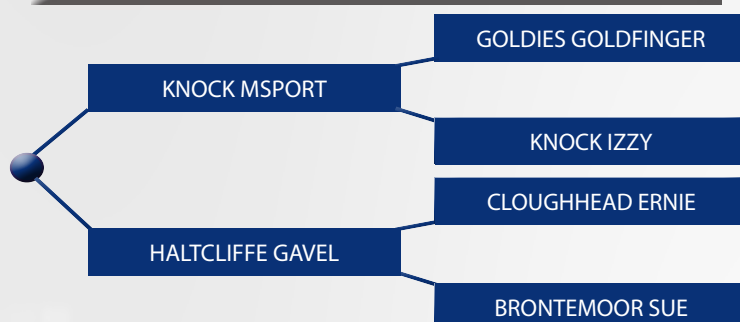 GOLDIES GOLDFINGER
KNOCK MSPORT
KNOCK IZZY
CLOUGHHEAD ERNIE
HALTCLIFFE GAVEL
BRONTEMOOR SUE